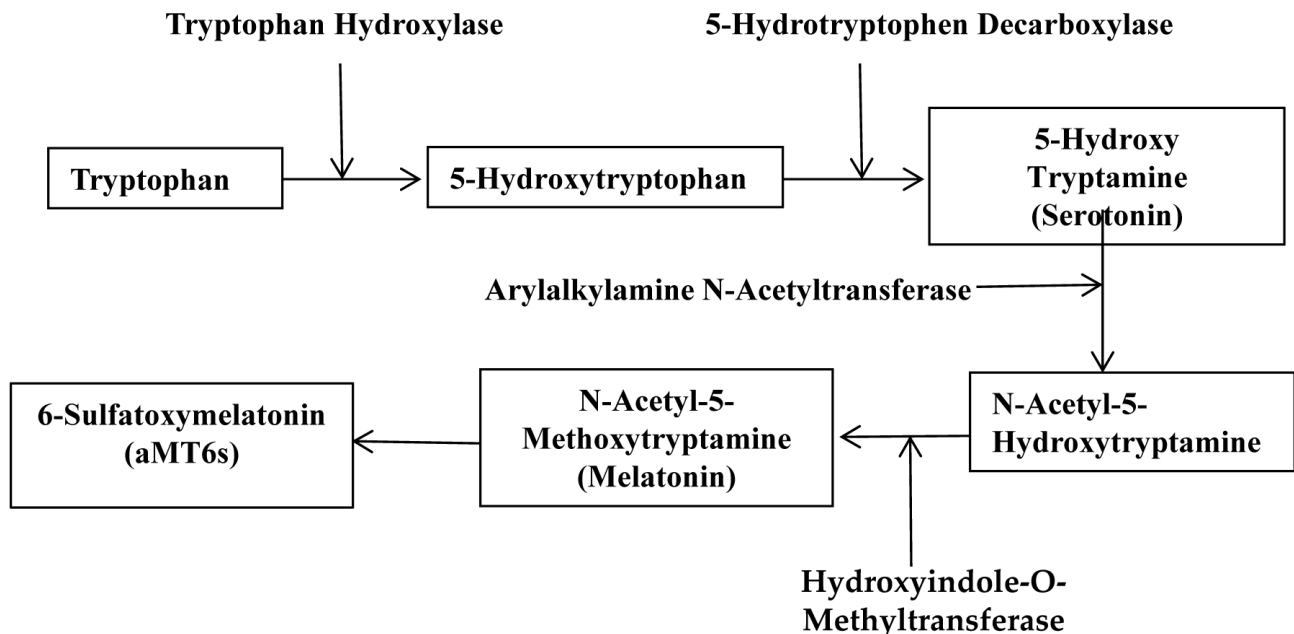 Tryptophan Hydroxylase
5-Hydrotryptophen Decarboxylase
Tryptophan
5-Hydroxytryptophan
5-Hydroxy
Tryptamine
(Serotonin)
Arylalkylamine N-Acetyltransferase
6-Sulfatoxymelatonin
(aMT6s)
N-Acetyl-5-
Methoxytryptamine
(Melatonin)
N-Acetyl-5-
Hydroxytryptamine
Hydroxyindole-O-
Methyltransferase